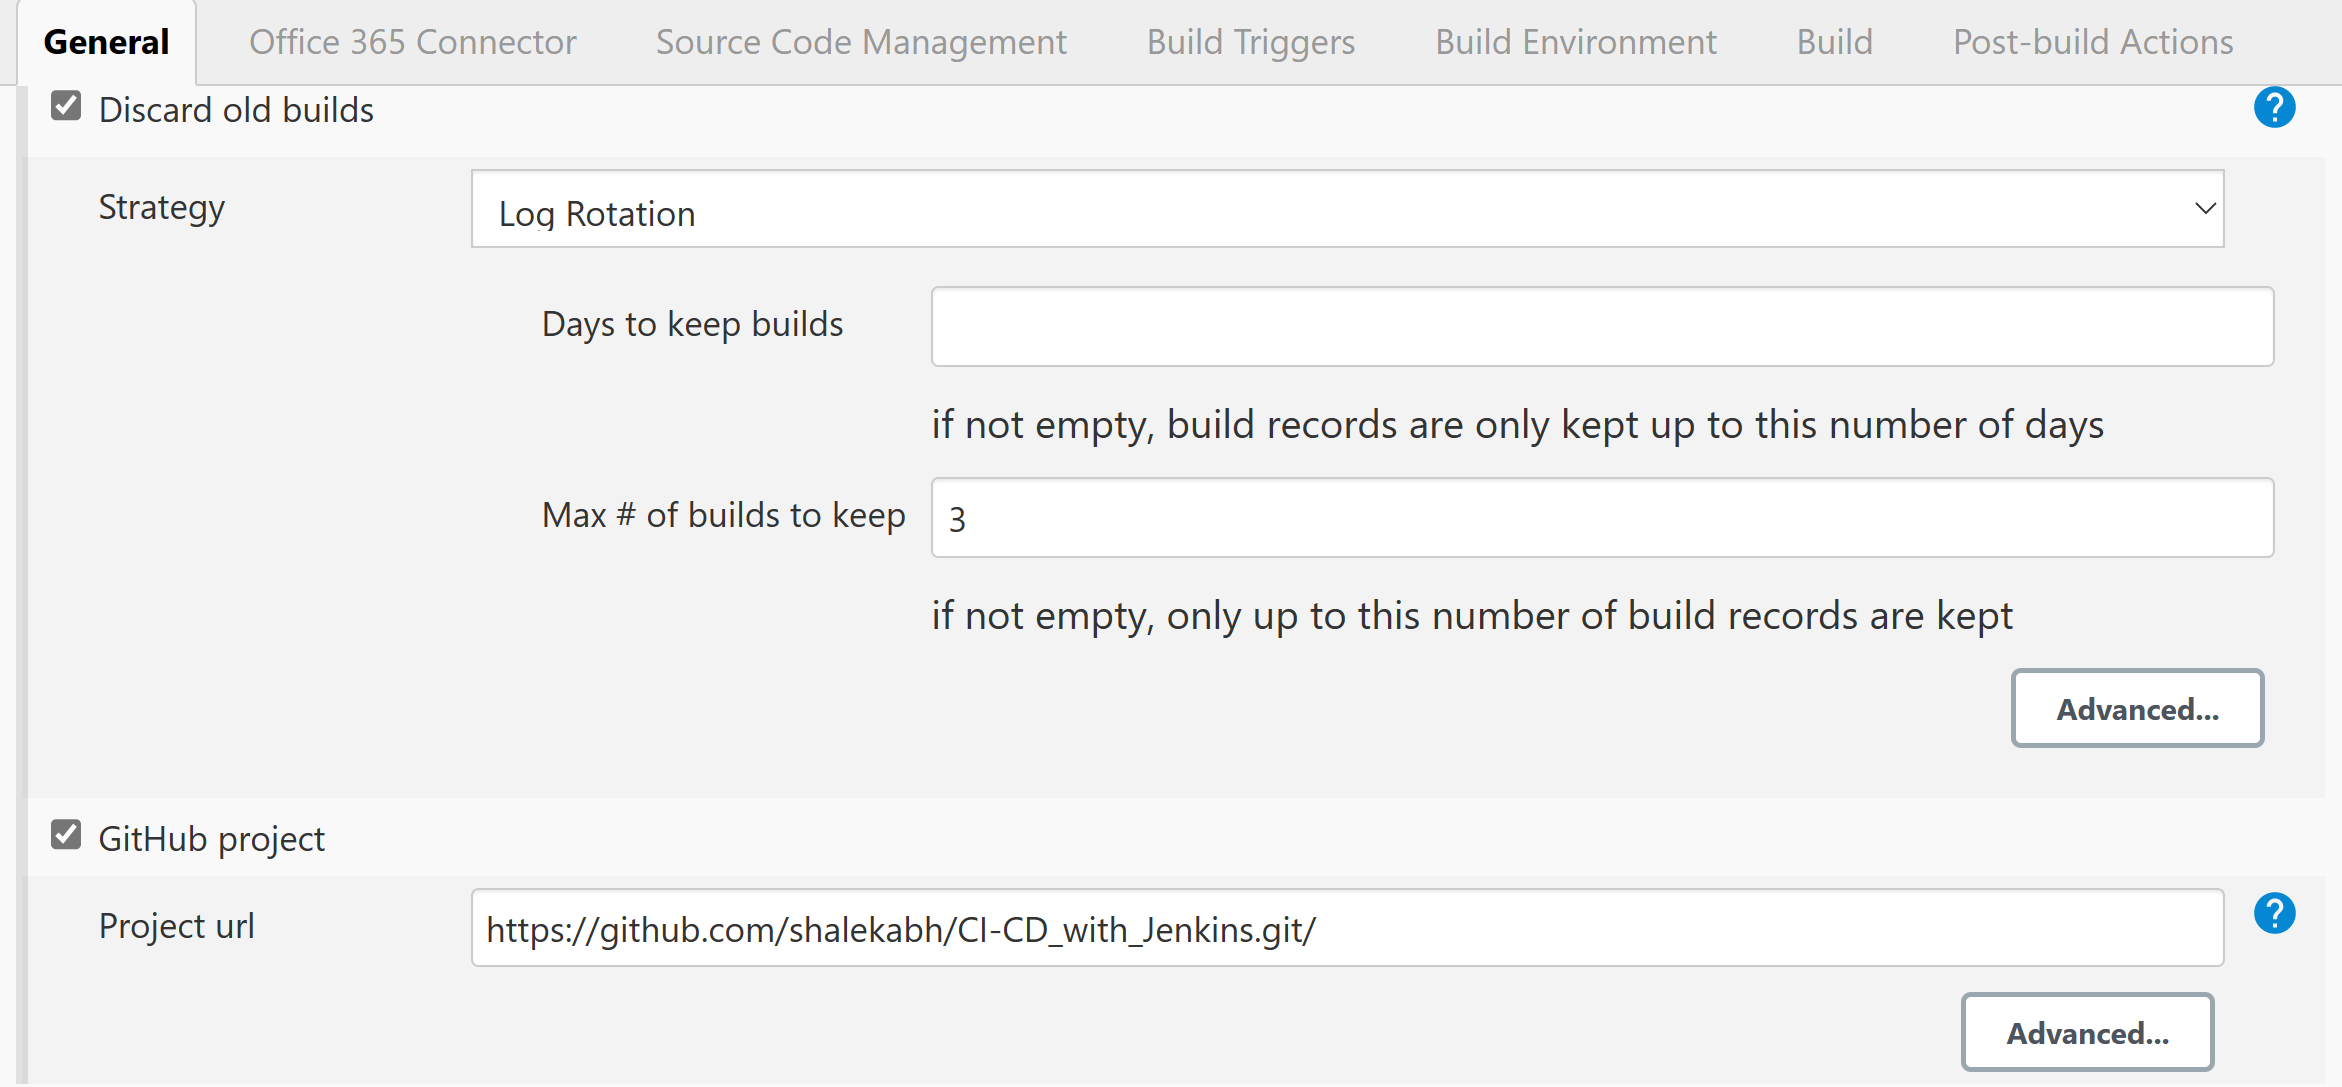 General Office 365 Connector Source Code Management Build Triggers Build Environment Build Post-build Actions
Discard old builds ?
Strategy Log Rotation
Days to keep builds
if not empty, build records are only kept up to this number of days
Max # of builds to keep 3
if not empty, only up to this number of build records are kept
Advanced...
GitHub project
Project url https://github.com/shalekabh/CI-CD_with_Jenkins.git/ ?
Advanced...